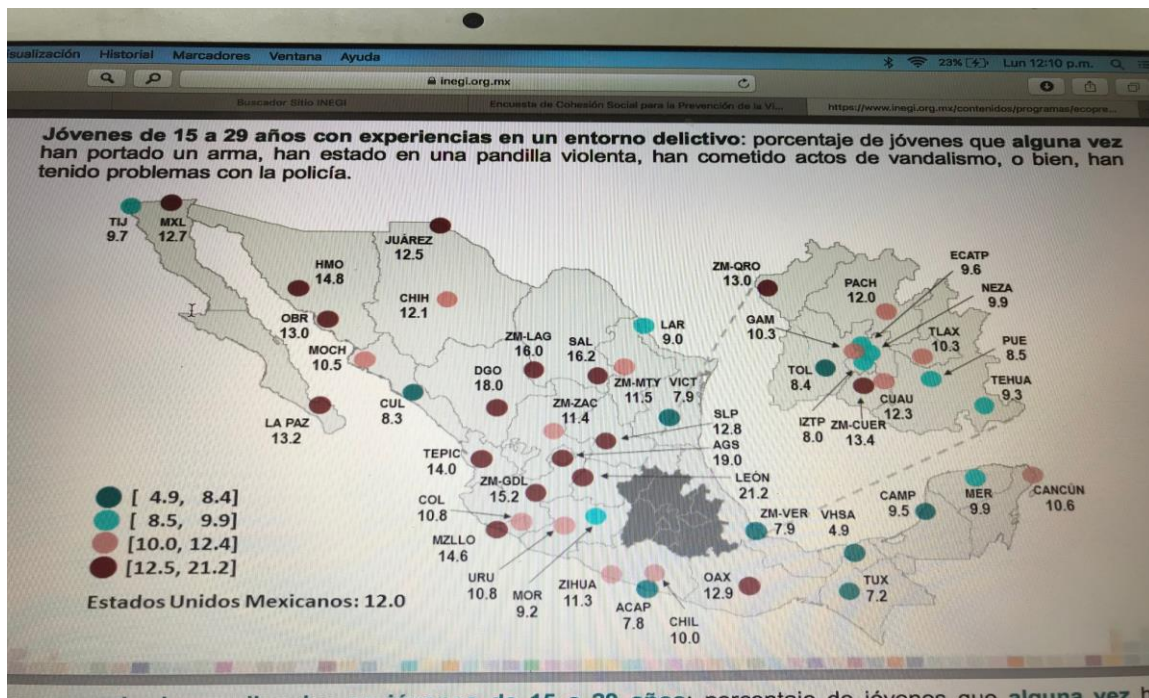 sualización Historial Marcadores Ventana Ayuda
23% Lun 12:10 p.m.
inegi.org.mx
Buscador Sitio INEGI
Encuesta de Cohesión Social para la Prevención de la Vi...
https://www.inegi.org.mx/contenidos/programas/ecopre...
Jóvenes de 15 a 29 años con experiencias en un entorno delictivo: porcentaje de jóvenes que alguna vez
han portado un arma, han estado en una pandilla violenta, han cometido actos de vandalismo, o bien, han
tenido problemas con la policía.
TIJ
9.7
MXL
12.7
JUÁREZ
12.5
HMO
14.8
CHIH
12.1
OBR
13.0
MOCH
10.5
CUL
8.3
LA PAZ
13.2
ZM-LAG
16.0
SAL
16.2
LAR
9.0
DGO
18.0
ZM-MTY
11.5
VICT
7.9
ZM-ZAC
11.4
SLP
12.8
AGS
19.0
LEÓN
21.2
TEPIC
14.0
ZM-GDL
15.2
COL
10.8
MZLLO
14.6
URU
10.8
MOR
9.2
ZIHUA
11.3
ACAP
7.8
CHIL
10.0
OAX
12.9
ZM-VER
7.9
VHSA
4.9
TUX
7.2
CAMP
9.5
MER
9.9
CANCÚN
10.6
ZM-QRO
13.0
PACH
12.0
ECATP
9.6
NEZA
9.9
GAM
10.3
TLAX
10.3
PUE
8.5
TOL
8.4
TEHUA
9.3
IZTP
8.0
ZM-CUER
13.4
CUAU
12.3
[ 4.9, 8.4]
[ 8.5, 9.9]
[10.0, 12.4]
[12.5, 21.2]
Estados Unidos Mexicanos: 12.0
de 15 a 29 años: porcentaje de jóvenes que alguna vez h